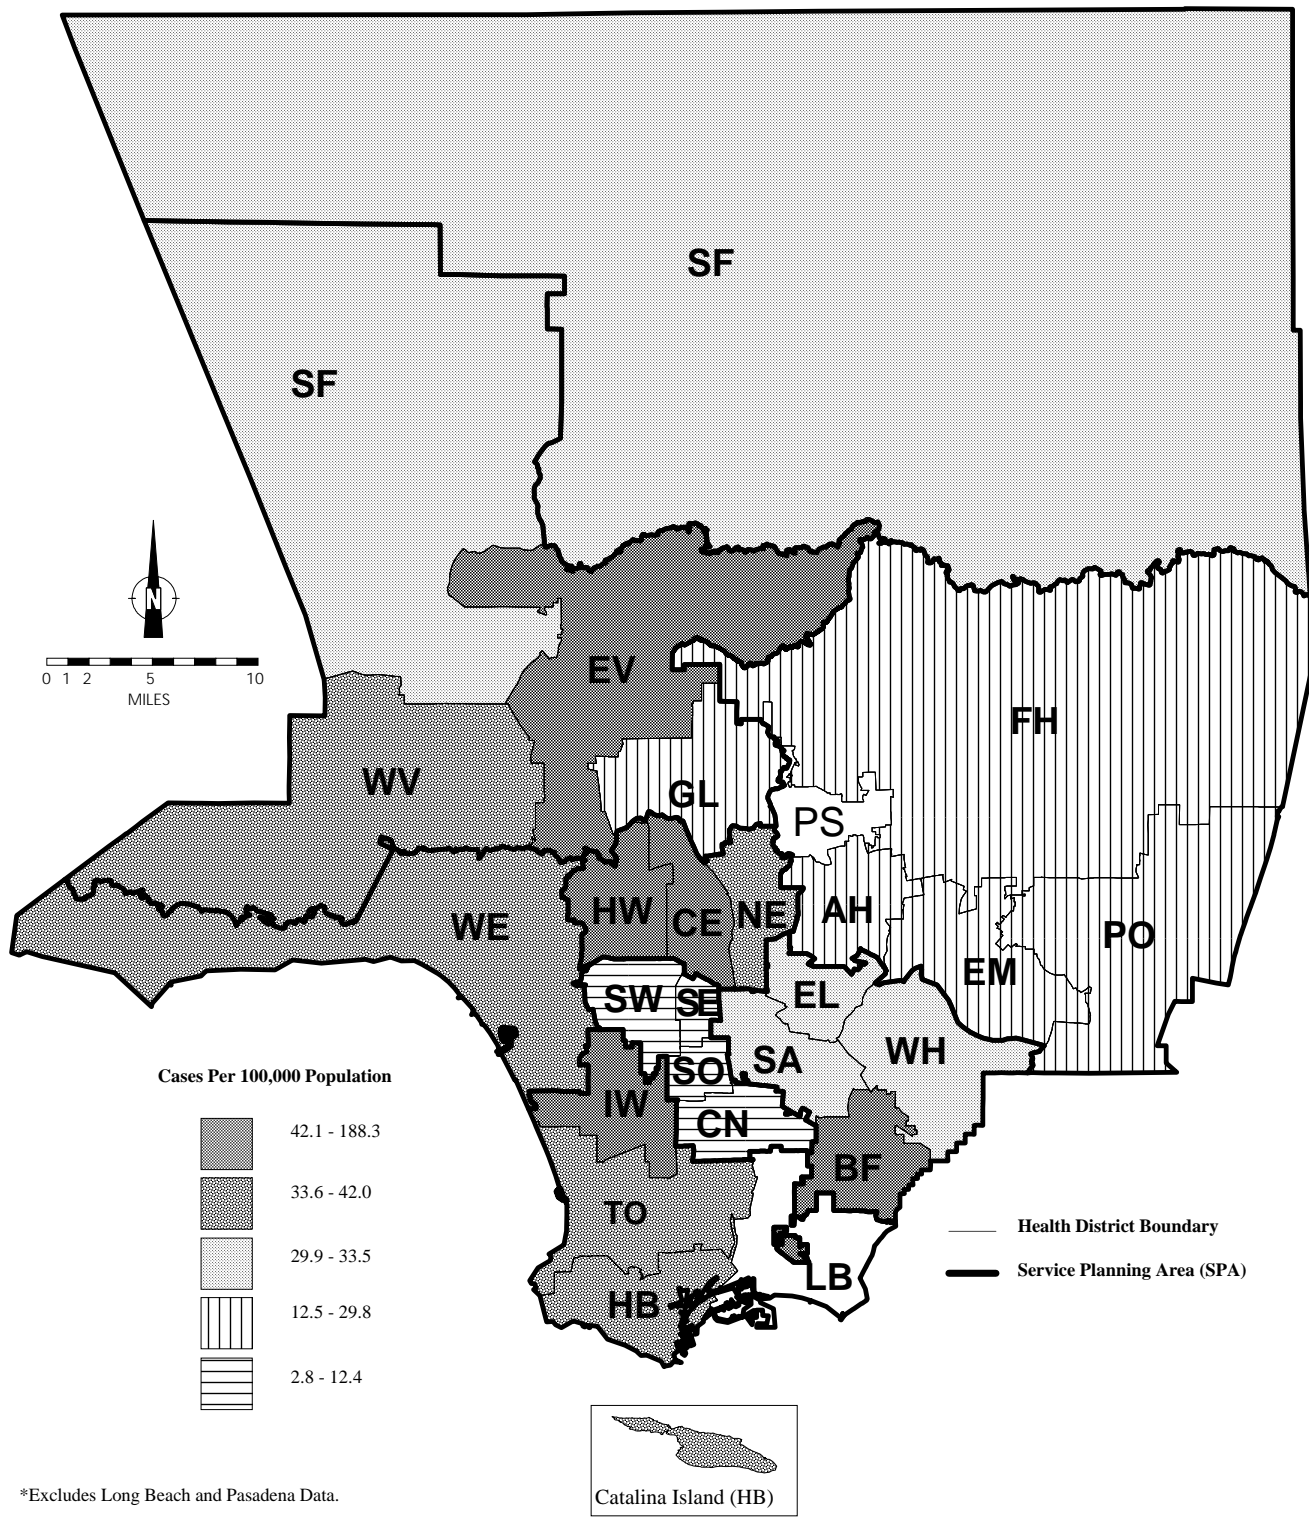 SF
SF
N
0 1 2 5 10
MILES
EV
FH
WV
GL
PS
WE
HW
CE
NE
AH
PO
EM
SW
SE
EL
SA
WH
SO
IW
CN
BF
TO
LB
HB
Cases Per 100,000 Population
42.1 - 188.3
33.6 - 42.0
29.9 - 33.5
12.5 - 29.8
2.8 - 12.4
Health District Boundary
Service Planning Area (SPA)
Catalina Island (HB)
*Excludes Long Beach and Pasadena Data.